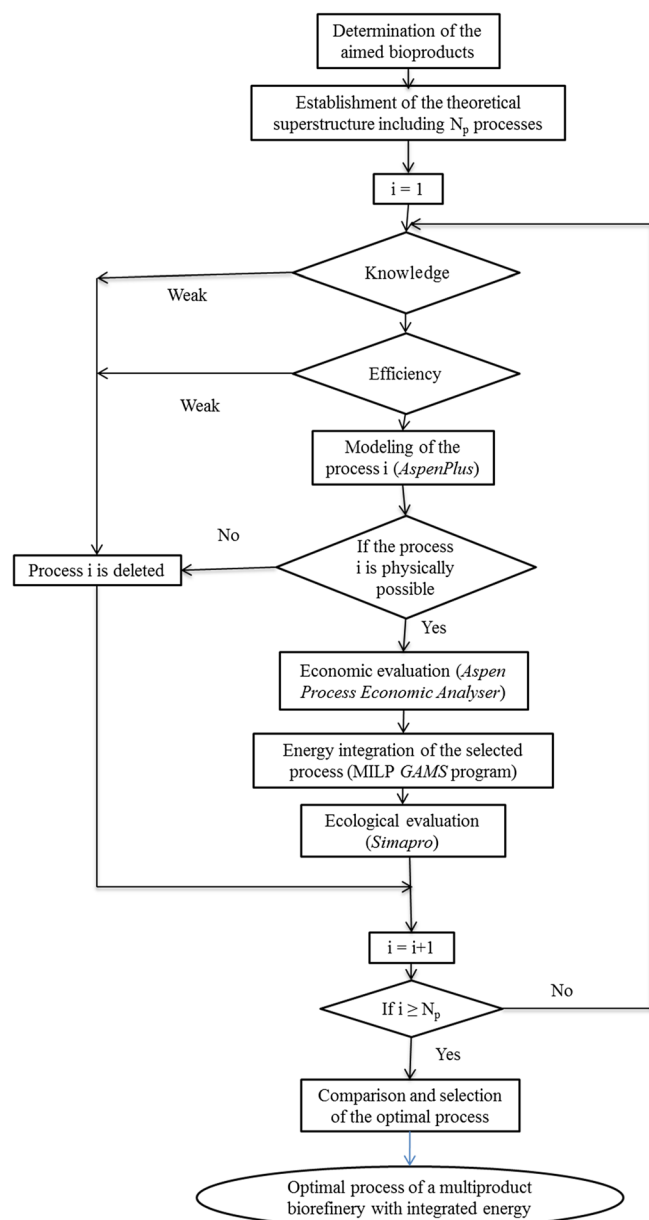 Determination of the
aimed bioproducts
Establishment of the theoretical
superstructure including Np processes
i = 1
Knowledge
Weak
Efficiency
Weak
Modeling of the
process i (AspenPlus)
No
If the process
i is physically
possible
Process i is deleted
Yes
Economic evaluation (Aspen
Process Economic Analyser)
Energy integration of the selected
process (MILP GAMS program)
Ecological evaluation
(Simapro)
i = i+1
If i ≥ Np
No
Yes
Comparison and selection
of the optimal process
Optimal process of a multiproduct
biorefinery with integrated energy